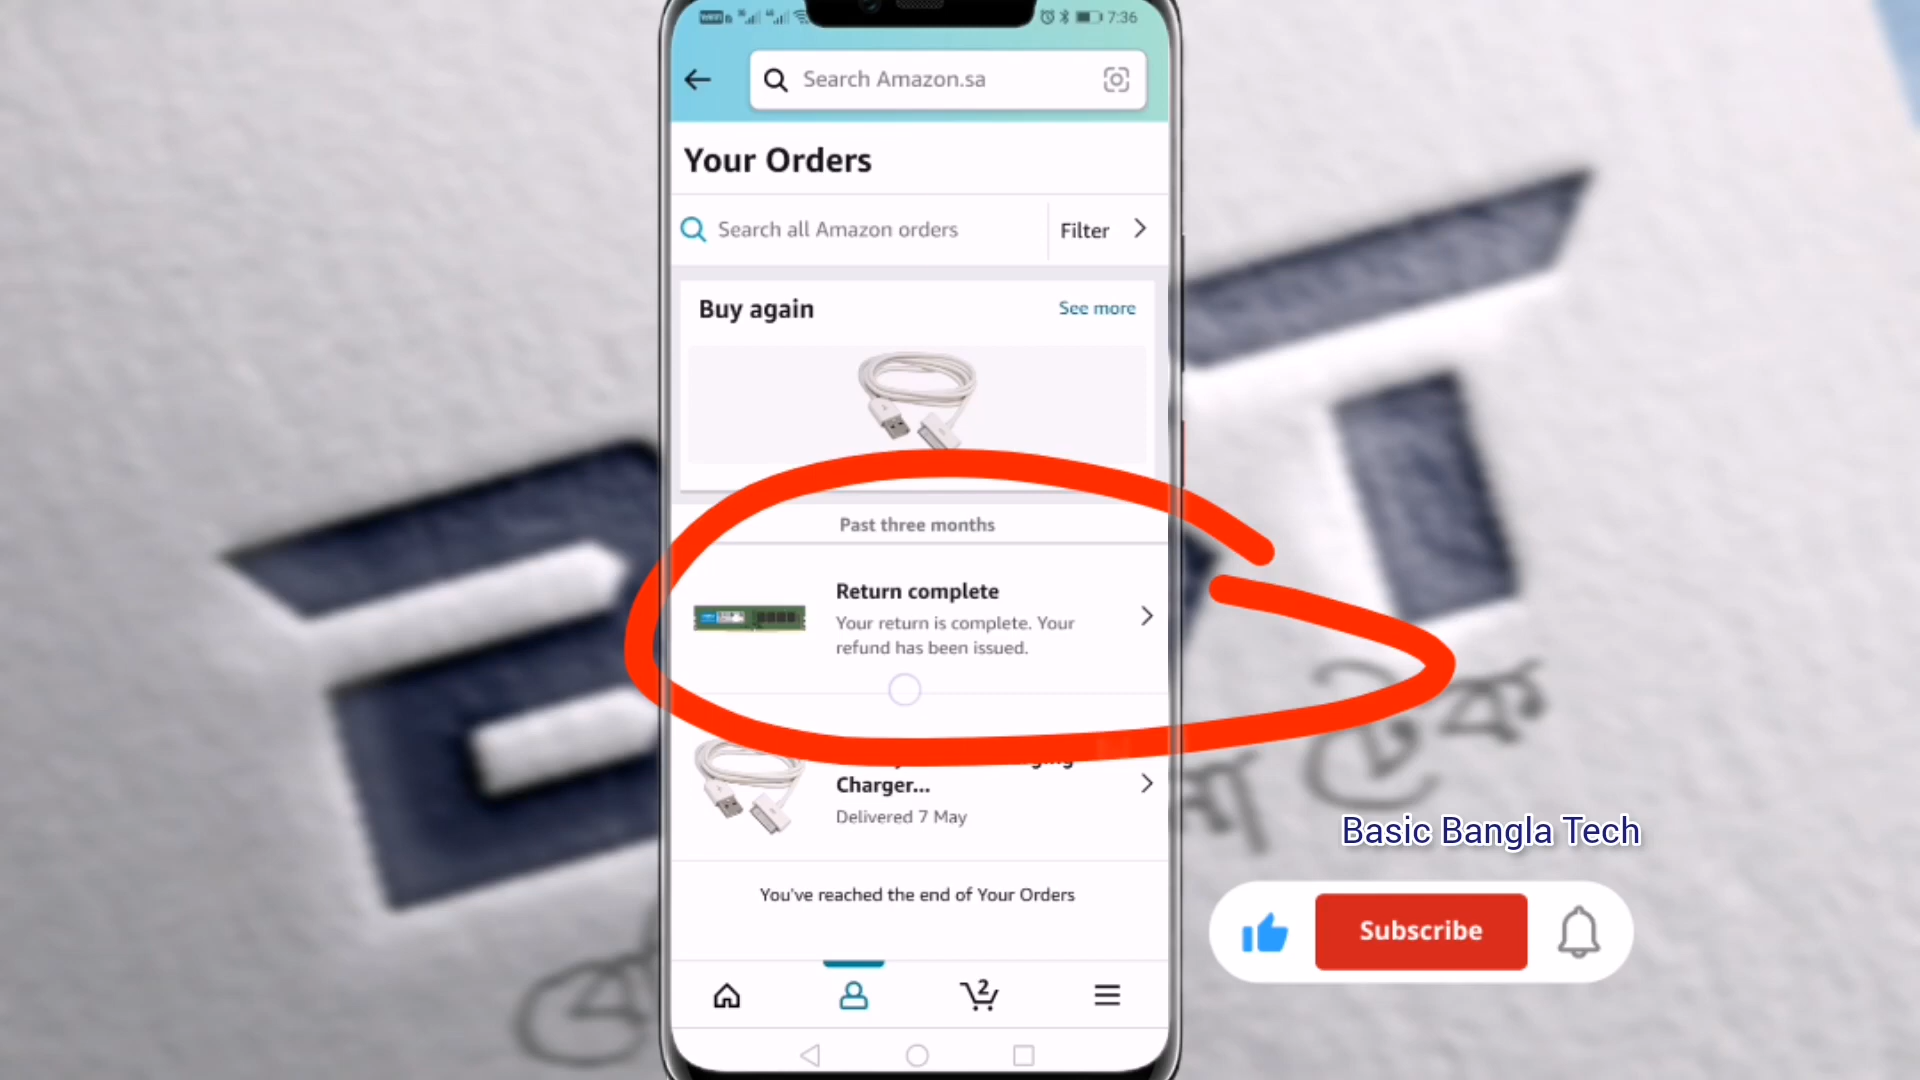 7:36
Search Amazon.sa
Your Orders
Search all Amazon orders
Filter
Buy again
See more
Past three months
Return complete
Your return is complete. Your
refund has been issued.
Charger...
Delivered 7 May
You've reached the end of Your Orders
2
টেক
Basic Bangla Tech
Subscribe